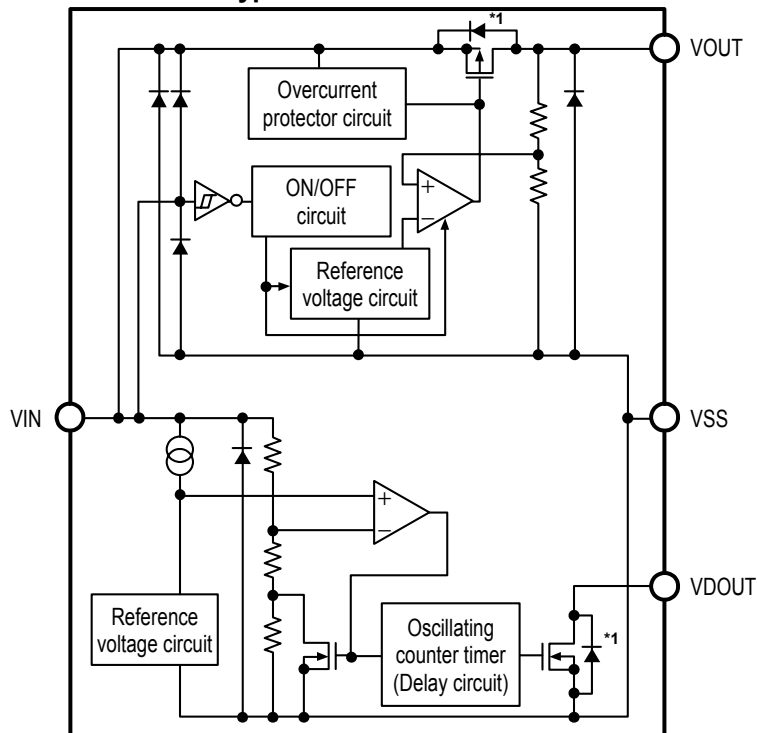 *1
VOUT
Overcurrent
protector circuit
ON/OFF
circuit
+
−
Reference
voltage circuit
VIN
VSS
+
−
VDOUT
Reference
voltage circuit
Oscillating
counter timer
(Delay circuit)
*1